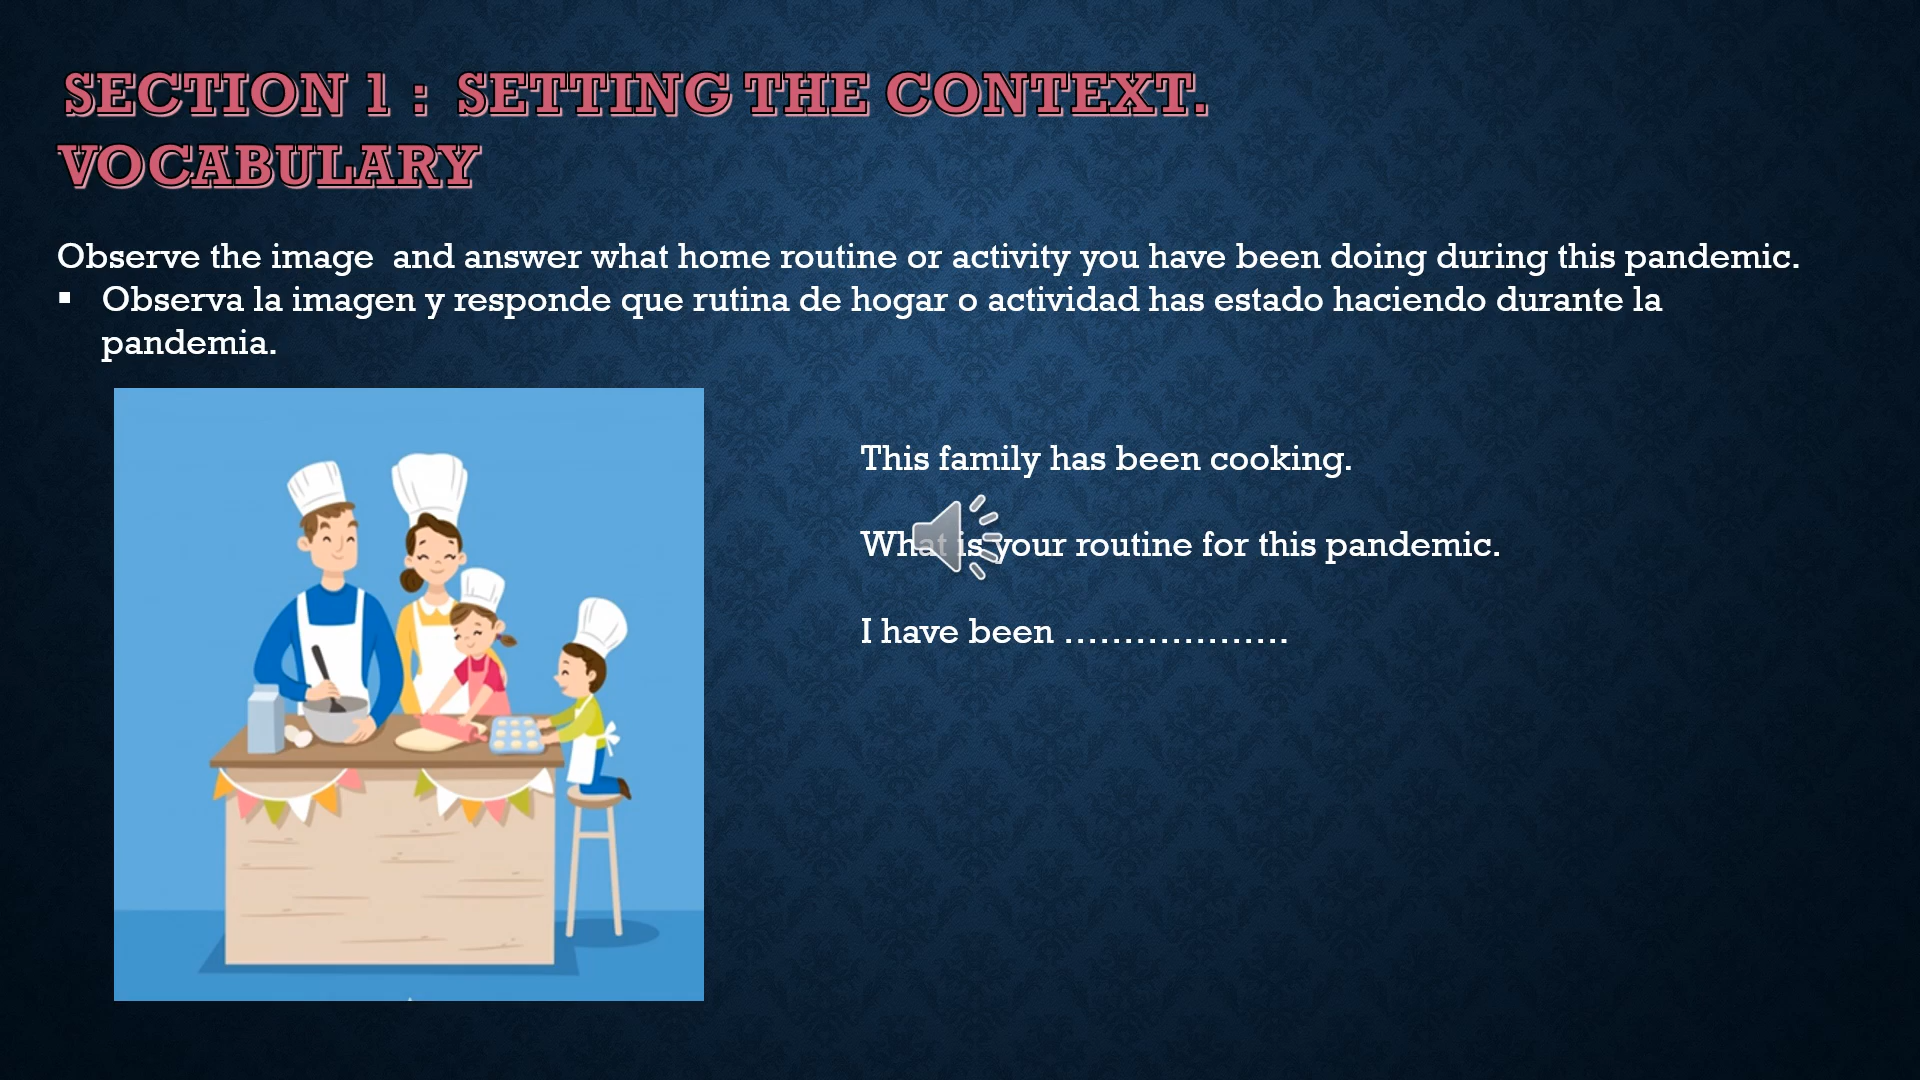 SECTION 1 : SETTING THE CONTEXT.
VOCABULARY
Observe the image and answer what home routine or activity you have been doing during this pandemic.
▪ Observa la imagen y responde que rutina de hogar o actividad has estado haciendo durante la
pandemia.
This family has been cooking.
What is your routine for this pandemic.
I have been ...................